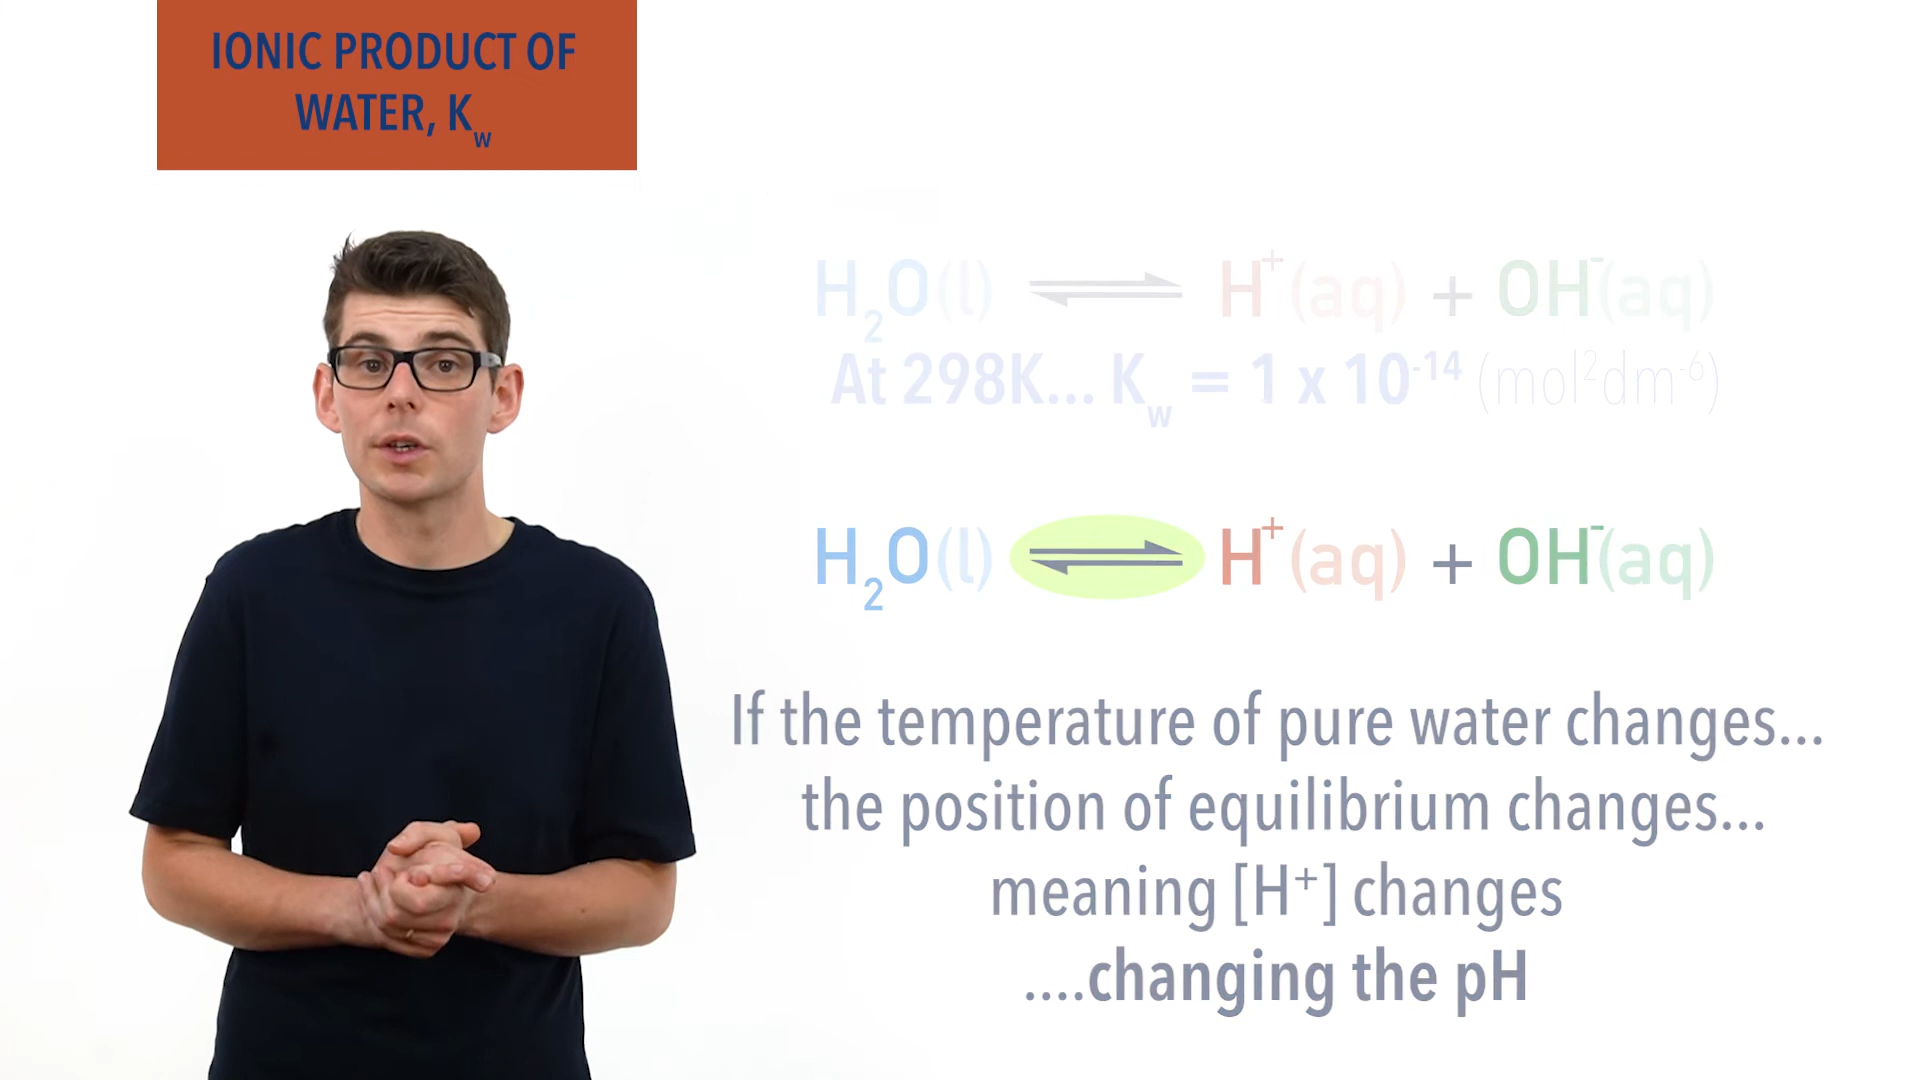 IONIC PRODUCT OF
WATER, Kw
H₂O(l) ⇌ H⁺(aq) + OH⁻(aq)
At 298K... Kw = 1 x 10⁻¹⁴ (mol²dm⁻⁶)
H₂O(l) ⇌ H⁺(aq) + OH⁻(aq)
If the temperature of pure water changes...
the position of equilibrium changes...
meaning [H⁺] changes
....changing the pH